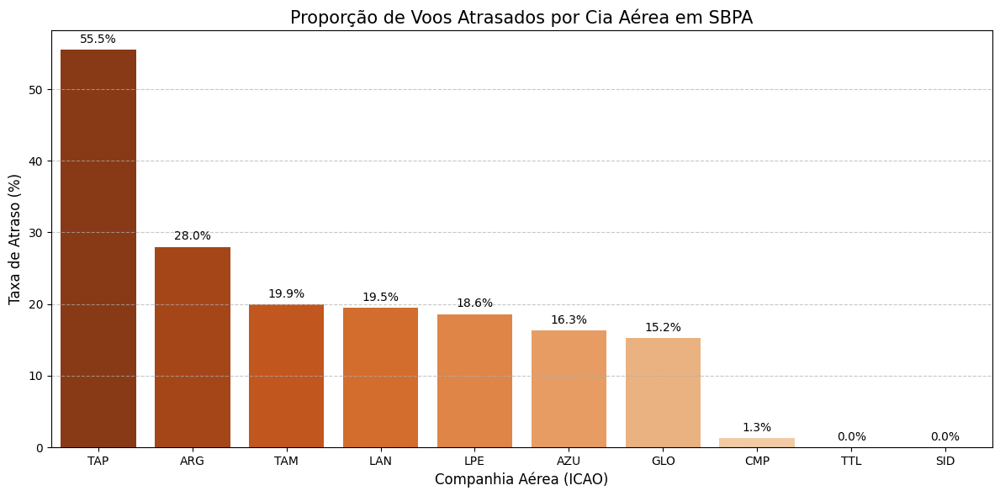 Proporção de Voos Atrasados por Cia Aérea em SBPA
Taxa de Atraso (%)
50
40
30
20
10
0
55.5%
28.0%
19.9%
19.5%
18.6%
16.3%
15.2%
1.3%
0.0%
0.0%
TAP
ARG
TAM
LAN
LPE
AZU
GLO
CMP
TTL
SID
Companhia Aérea (ICAO)